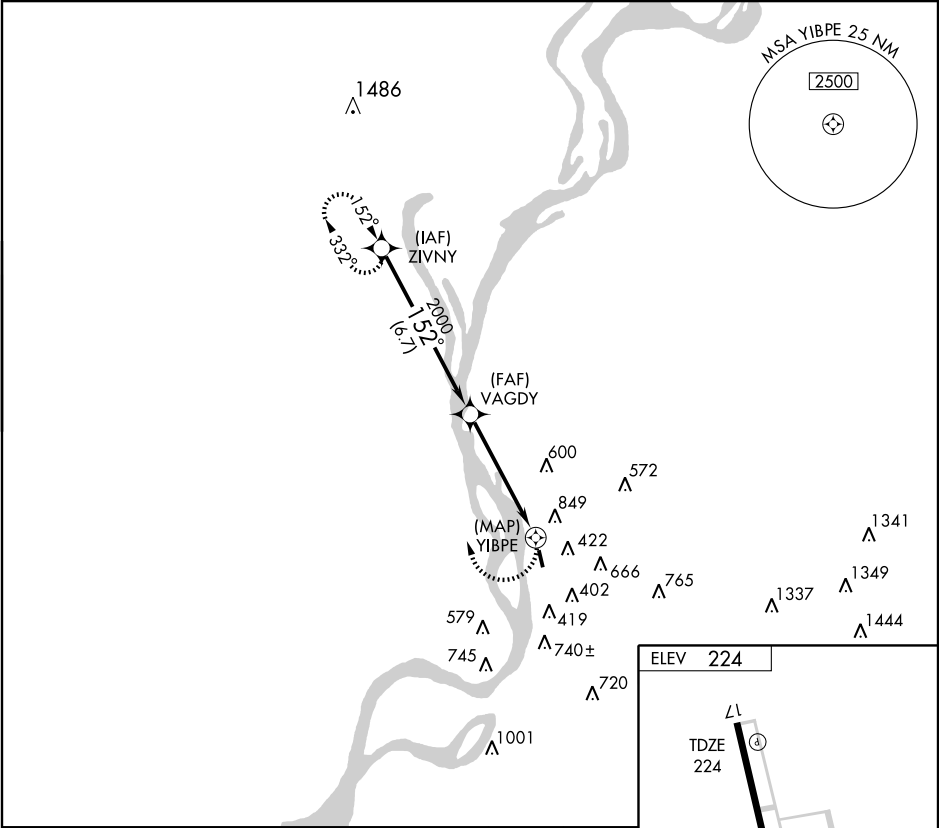 MSA YIBPE 25 NM
2500
1486
152°
332°
(IAF)
ZIVNY
2000
152°
(6.7)
(FAF)
VAGDY
600
572
849
(MAP)
YIBPE
422
1341
666
765
1349
402
1337
419
579
1444
740±
745
720
1001
ELEV 224
17
TDZE
224
P